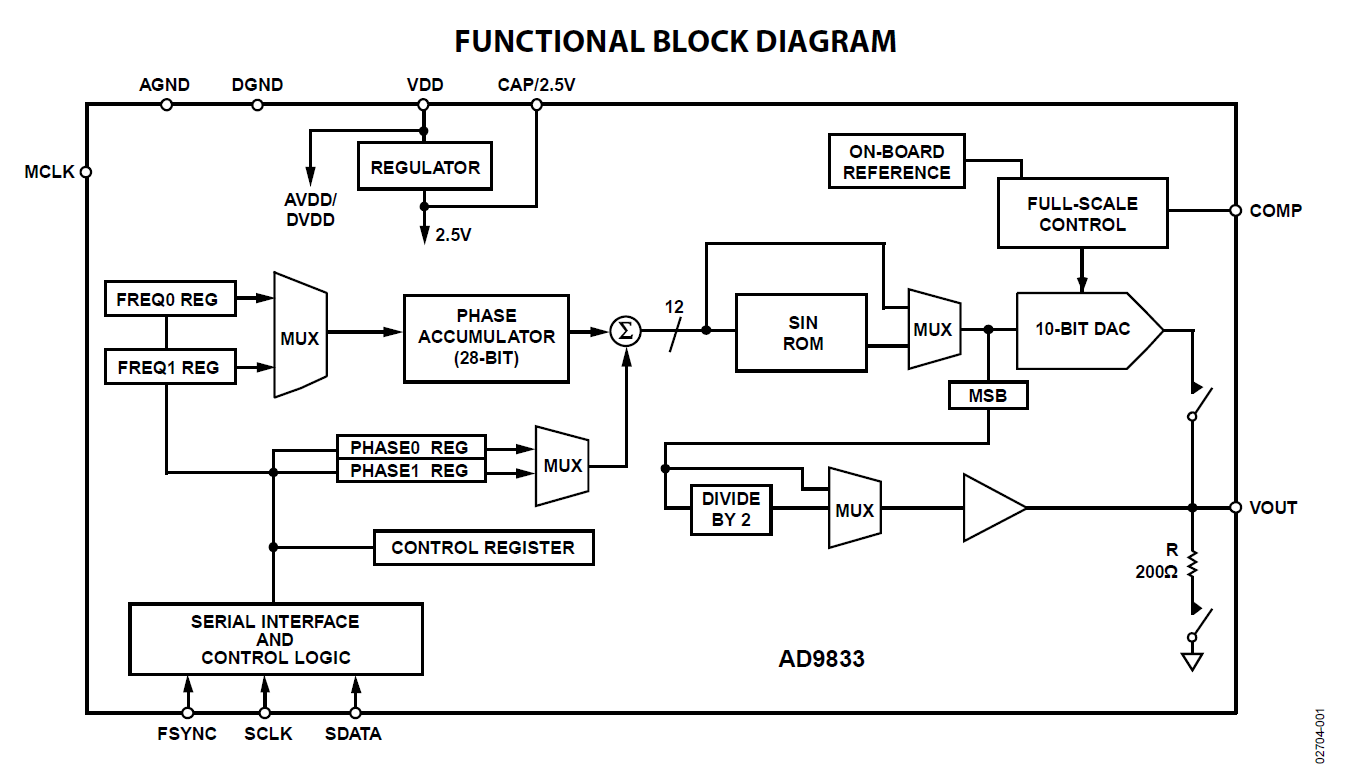 FUNCTIONAL BLOCK DIAGRAM
AGND
DGND
VDD
CAP/2.5V
MCLK
REGULATOR
AVDD/
DVDD
2.5V
ON-BOARD
REFERENCE
FULL-SCALE
CONTROL
COMP
FREQ0 REG
FREQ1 REG
MUX
PHASE
ACCUMULATOR
(28-BIT)
Σ
12
SIN
ROM
MUX
10-BIT DAC
MSB
PHASE0 REG
PHASE1 REG
MUX
DIVIDE
BY 2
MUX
VOUT
CONTROL REGISTER
R
200Ω
SERIAL INTERFACE
AND
CONTROL LOGIC
AD9833
FSYNC
SCLK
SDATA
02704-001